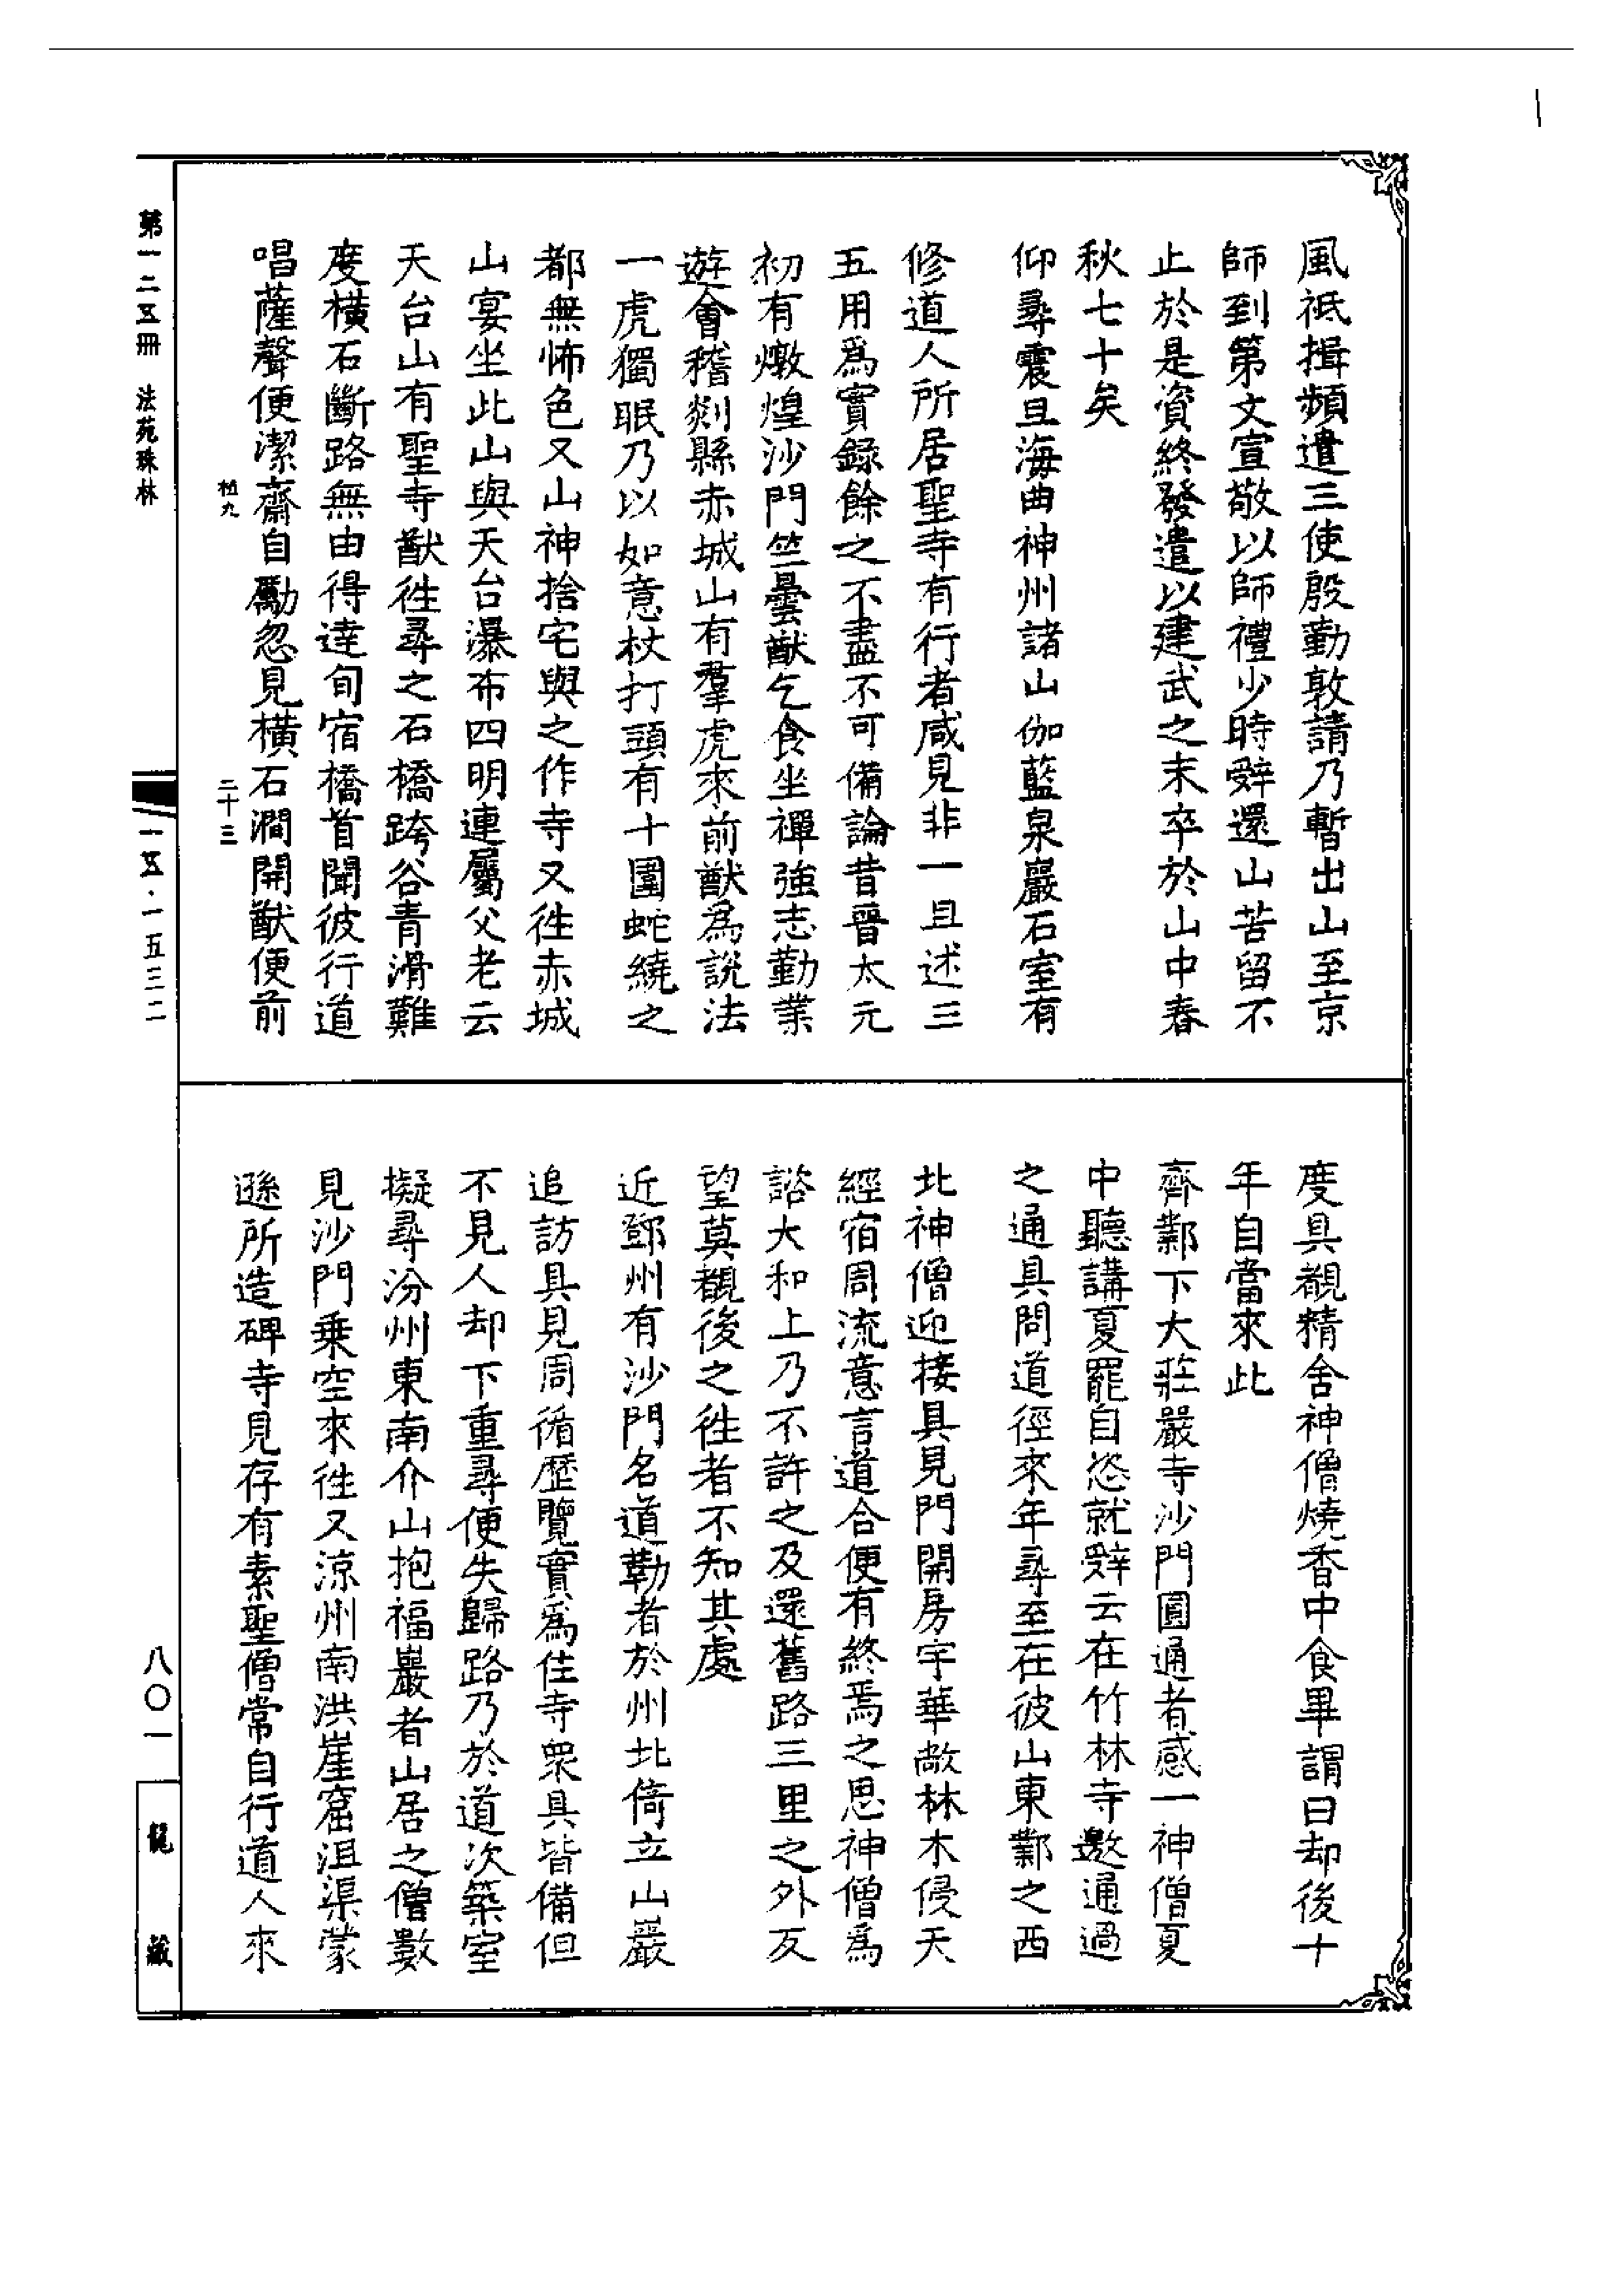 風祇揖頻遣三使殷勤敦請乃暫出山至京
師到第文宣敬以師禮少時辭還山苦留不
止於是資終發遣以建武之末卒於山中春
秋七十矣
仰尋震旦海曲神州諸山伽藍泉巖石室有
修道人所居聖寺有行者咸見非一且述三
五用爲實錄餘之不盡不可備論昔晉太元
初有燉煌沙門竺曇猷乞食坐禪強志勤業
遊會稽剡縣赤城山有羣虎來前猷為說法
一虎獨眠乃以如意杖打頭有十圍蛇繞之
都無怖色又山神捨宅與之作寺又徃赤城
山宴坐此山與天台瀑布四明連屬父老云
天台山有聖寺猷徃尋之石橋跨谷青滑難
度橫石斷路無由得達旬宿橋首聞彼行道
唱薩聲便潔齋自勵忽見橫石澗開猷便前
植九
二十三
度具覩精舍神僧燒香中食畢謂曰却後十
年自當來此
齊鄴下大莊嚴寺沙門圓通者感一神僧夏
中聽講夏罷自恣就辭云在竹林寺邀通過
之通具問道徑來年尋至在彼山東鄴之西
北神僧迎接具見門開房宇華敞林木侵天
經宿周流意言道合便有終焉之思神僧爲
諮大和上乃不許之及還舊路三里之外反
望莫覩後之徃者不知其處
近鄧州有沙門名道勤者於州北倚立山巖
追訪具見周循歷覽實爲住寺衆具皆備但
不見人却下重尋便失歸路乃於道次築室
擬尋汾州東南介山抱福巖者山居之僧數
見沙門乗空來徃又涼州南洪崖窟沮渠蒙
遜所造碑寺見存有素聖僧常自行道人來
第一二五冊 法苑珠林
一五·一五三二
八〇一
龍藏